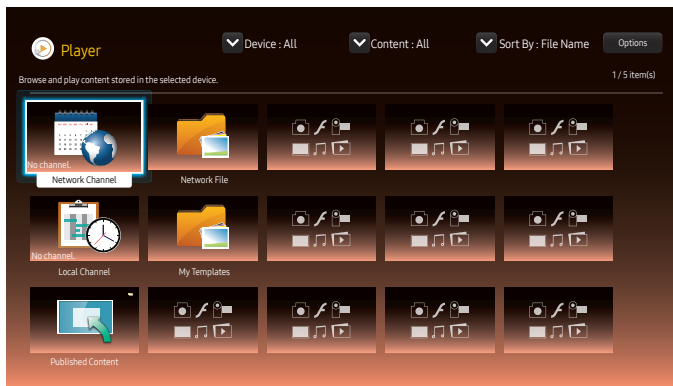 Player
Device : All
Content : All
Sort By : File Name
Options
Browse and play content stored in the selected device.
1 / 5 item(s)
No channel.
Network Channel
Network File
No channel.
Local Channel
My Templates
Published Content